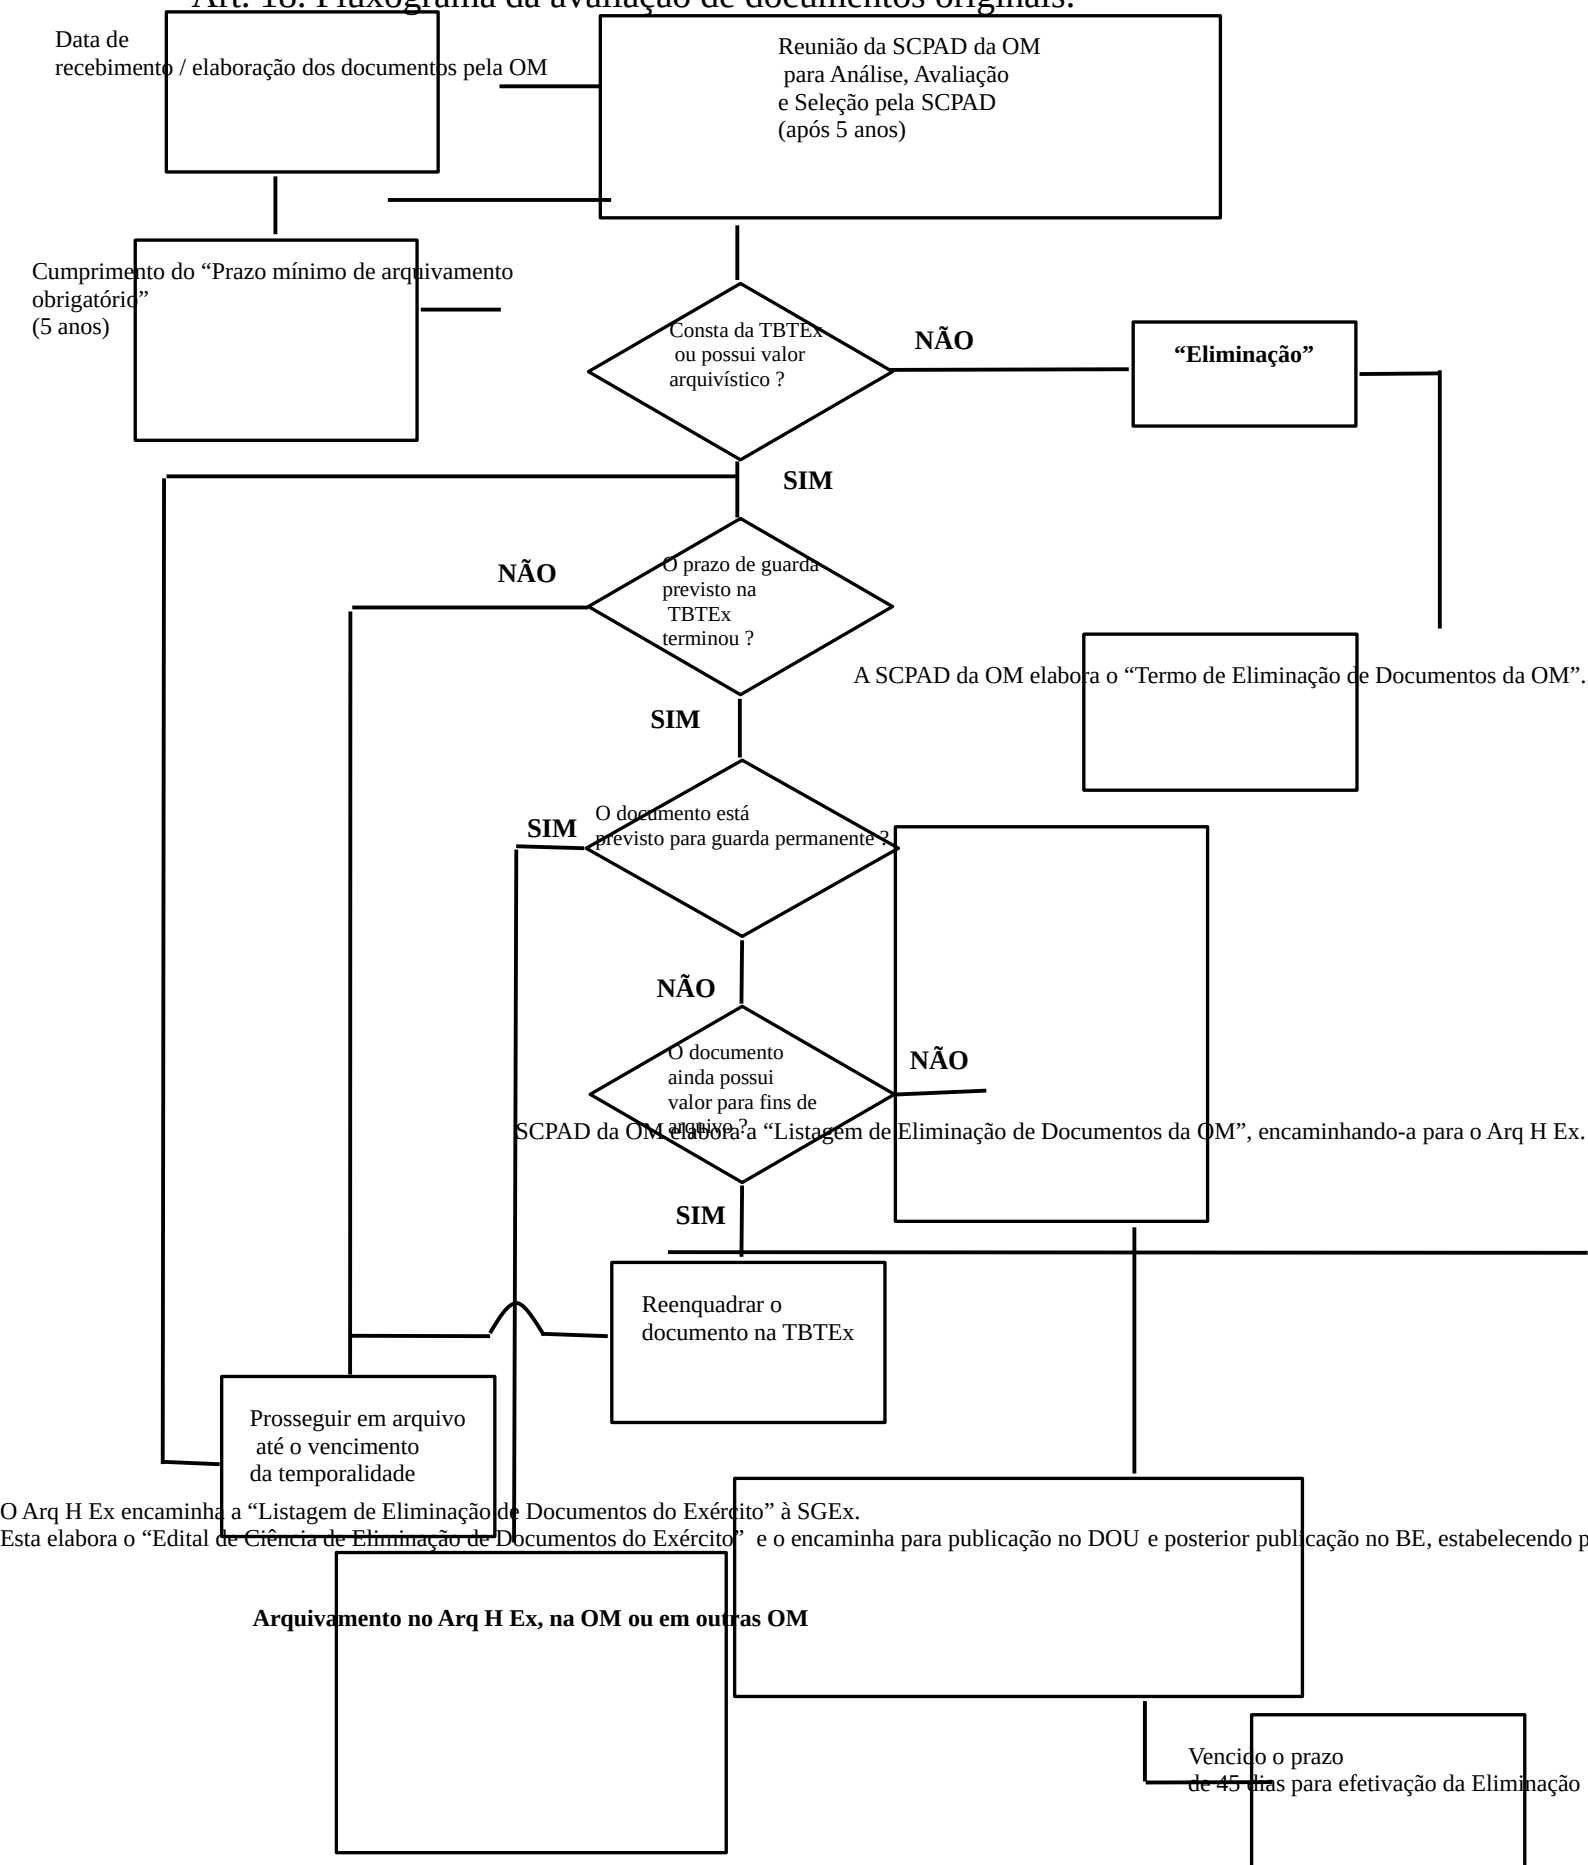 Art. 18. Fluxograma da avaliação de documentos originais.
Data de
recebimento / elaboração dos documentos pela OM
Reunião da SCPAD da OM
para Análise, Avaliação
e Seleção pela SCPAD
(após 5 anos)
Cumprimento do “Prazo mínimo de arquivamento
obrigatório”
(5 anos)
Consta da TBTEx
ou possui valor
arquivístico ?
NÃO
“Eliminação”
SIM
NÃO
O prazo de guarda
previsto na
TBTEx
terminou ?
A SCPAD da OM elabora o “Termo de Eliminação de Documentos da OM”.
SIM
SIM
O documento está
previsto para guarda permanente ?
NÃO
O documento
ainda possui
valor para fins de
arquivo ?
NÃO
SCPAD da OM elabora a “Listagem de Eliminação de Documentos da OM”, encaminhando-a para o Arq H Ex.
SIM
Reenquadrar o
documento na TBTEx
Prosseguir em arquivo
até o vencimento
da temporalidade
O Arq H Ex encaminha a “Listagem de Eliminação de Documentos do Exército” à SGEx.
Esta elabora o “Edital de Ciência de Eliminação de Documentos do Exército” e o encaminha para publicação no DOU e posterior publicação no BE, estabelecendo
Arquivamento no Arq H Ex, na OM ou em outras OM
Vencido o prazo
de 45 dias para efetivação da Eliminação